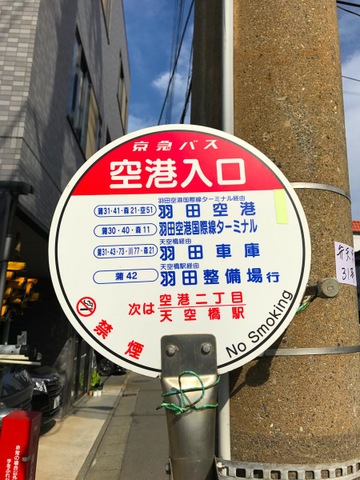 京急バス
空港入口
羽田空港国際線ターミナル経由
蒲31・41・森21・空51 羽田空港
蒲30・40・森11 羽田空港国際線ターミナル
天空橋経由
蒲31・43・73・川77・森21 羽田車庫
天空橋駅経由
蒲42 羽田整備場行
次は 空港二丁目
天空橋駅
禁煙
No Smoking